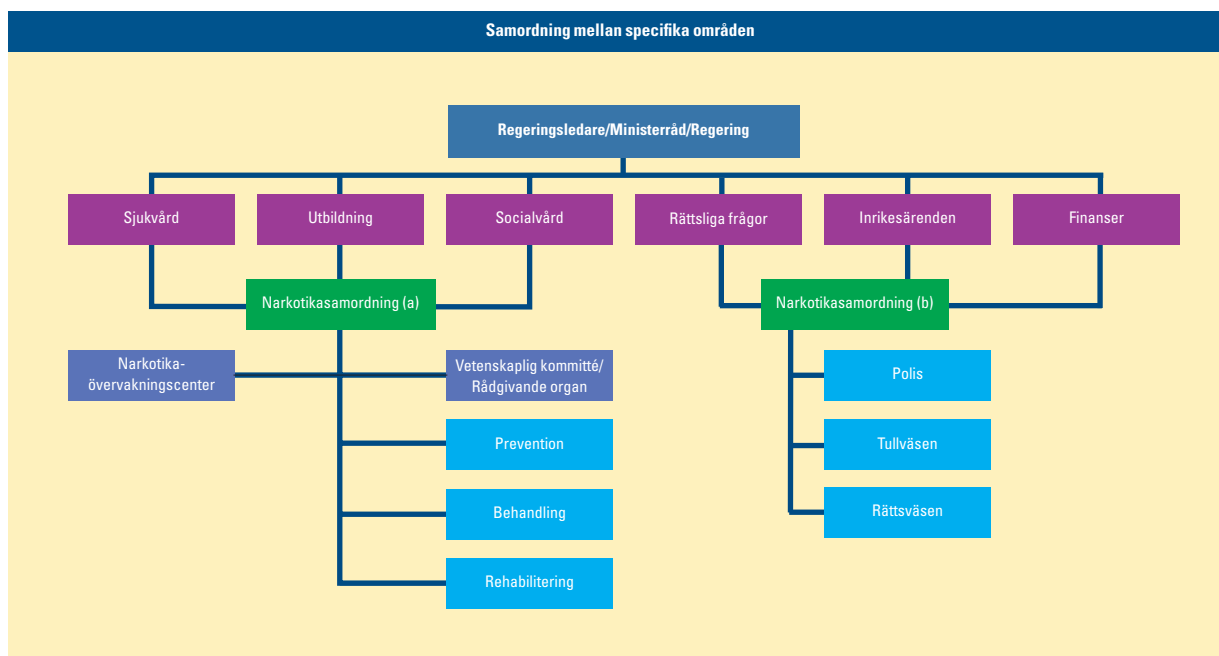 Samordning mellan specifika områden
Regeringsledare/Ministerråd/Regering
Sjukvård
Utbildning
Socialvård
Rättsliga frågor
Inrikesärenden
Finanser
Narkotikasamordning (a)
Narkotikasamordning (b)
Narkotika-
övervakningscenter
Vetenskaplig kommitté/
Rådgivande organ
Polis
Prevention
Tullväsen
Behandling
Rättsväsen
Rehabilitering